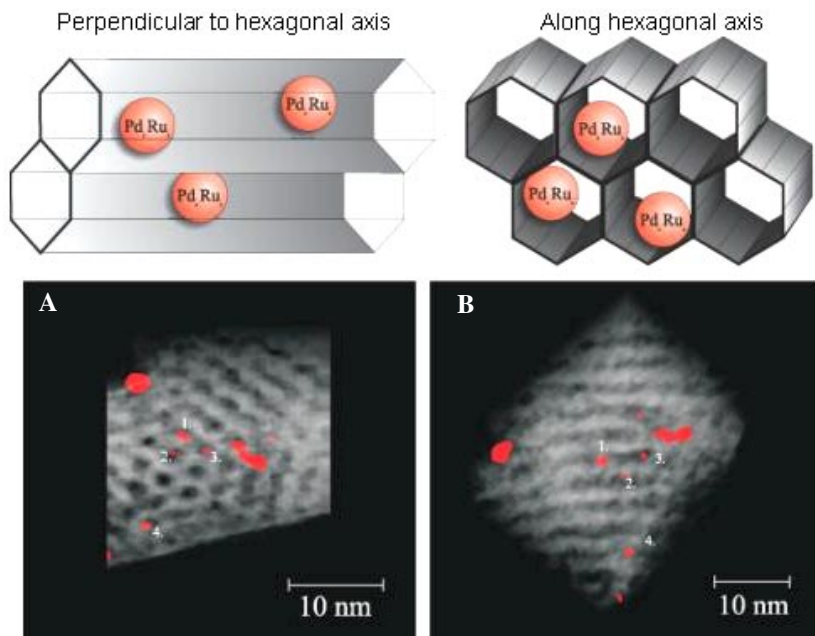 Perpendicular to hexagonal axis
Along hexagonal axis
Pd Ru
Pd Ru
Pd Ru
Pd Ru
Pd Ru
Pd Ru
A
1.
2.
3.
4.
10 nm
B
1.
3.
2.
4.
10 nm